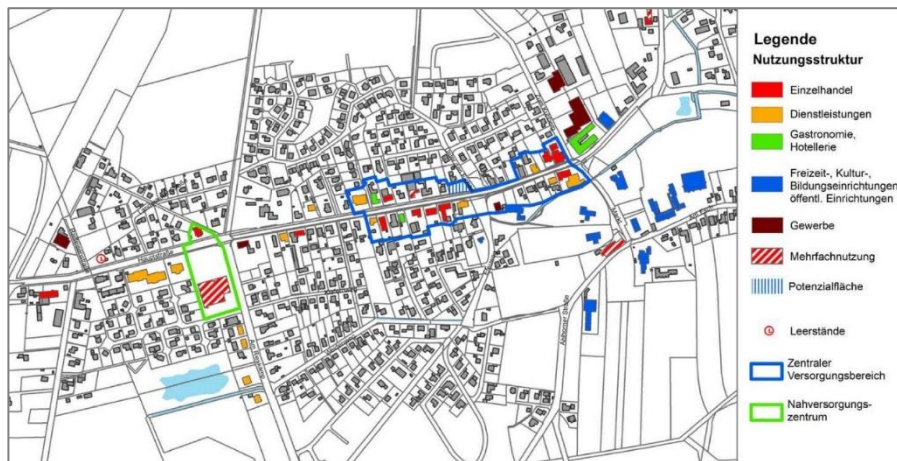 Legende
Nutzungsstruktur
Einzelhandel
Dienstleistungen
Gastronomie,
Hotellerie
Freizeit-, Kultur-,
Bildungseinrichtungen
öffentl. Einrichtungen
Gewerbe
Mehrfachnutzung
Potenzialfläche
Leerstände
Zentraler
Versorgungsbereich
Nahversorgungs-
zentrum
Hauptstraße